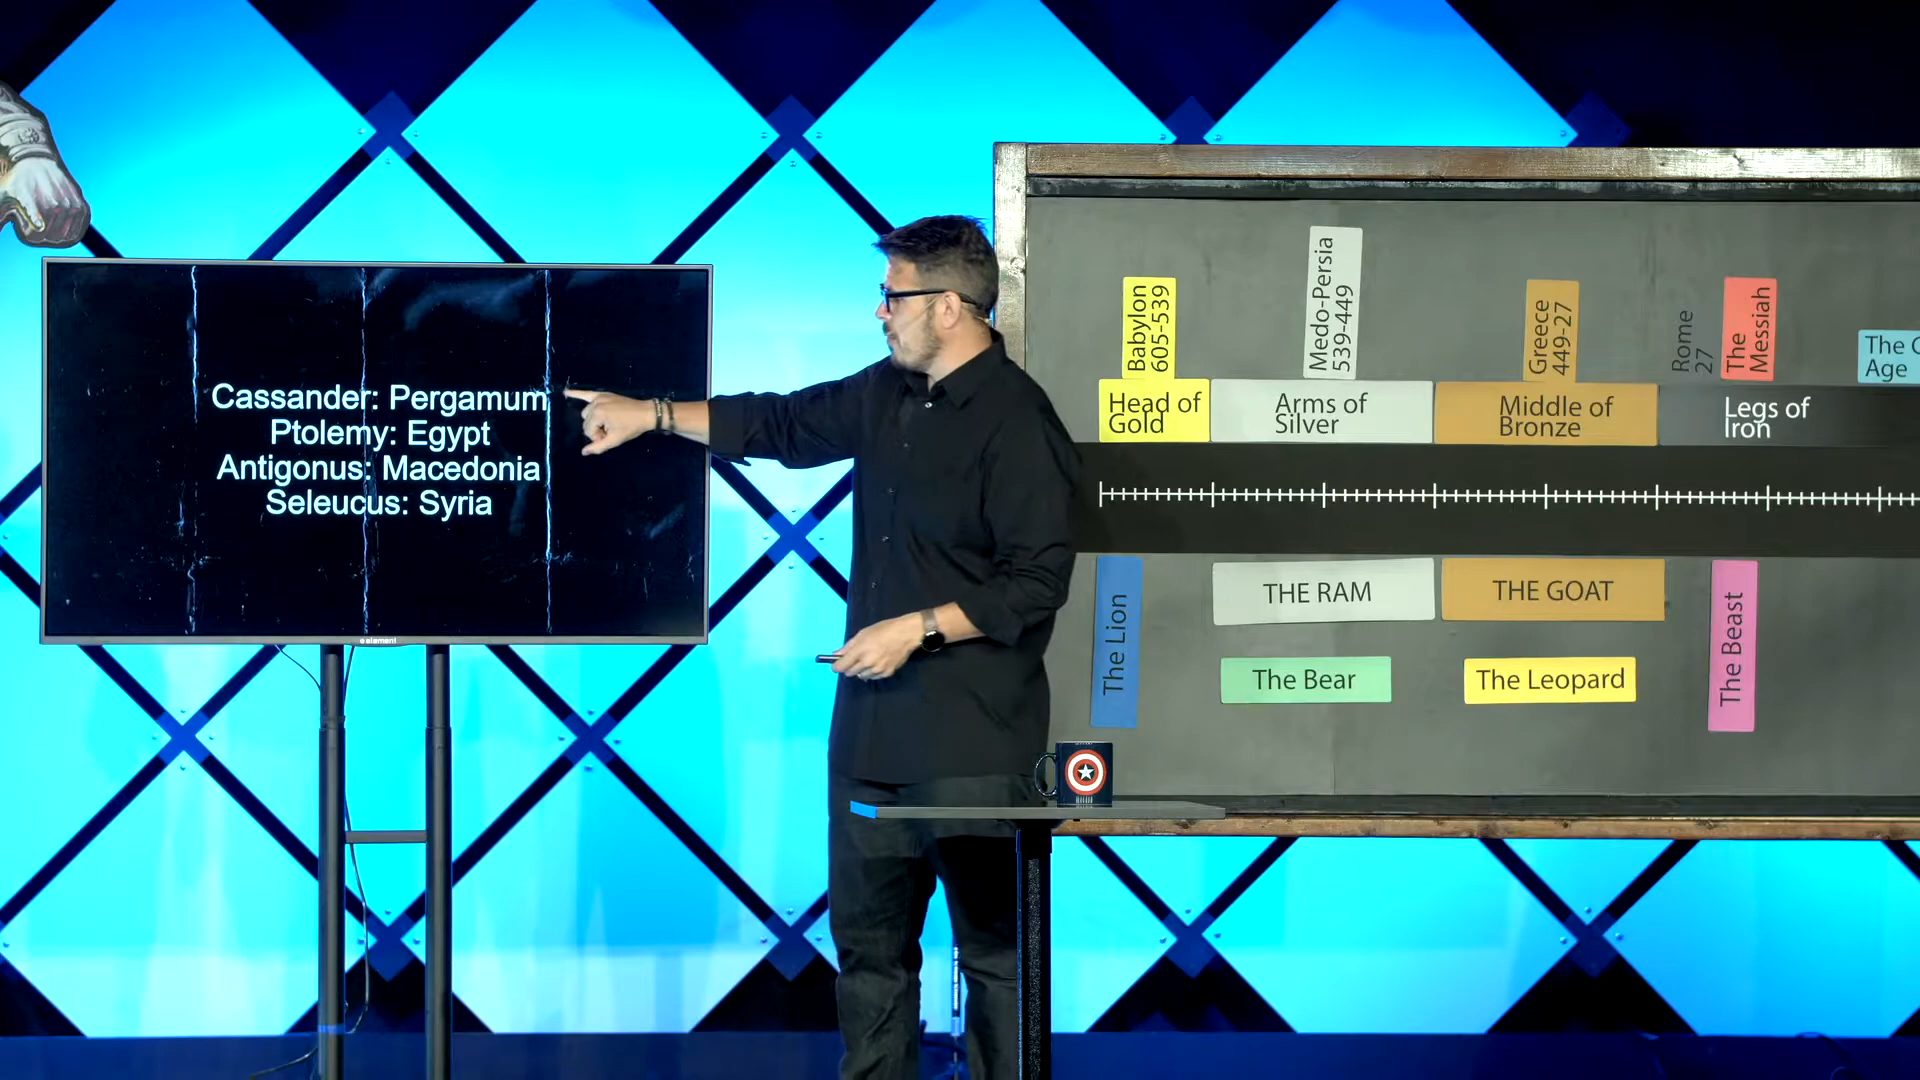 Cassander: Pergamum
Ptolemy: Egypt
Antigonus: Macedonia
Seleucus: Syria
element
Babylon
605-539
Medo-Persia
539-449
Greece
449-27
Rome
27
The
Messiah
The
Age
Head of
Gold
Arms of
Silver
Middle of
Bronze
Legs of
Iron
The Lion
THE RAM
THE GOAT
The Bear
The Leopard
The Beast